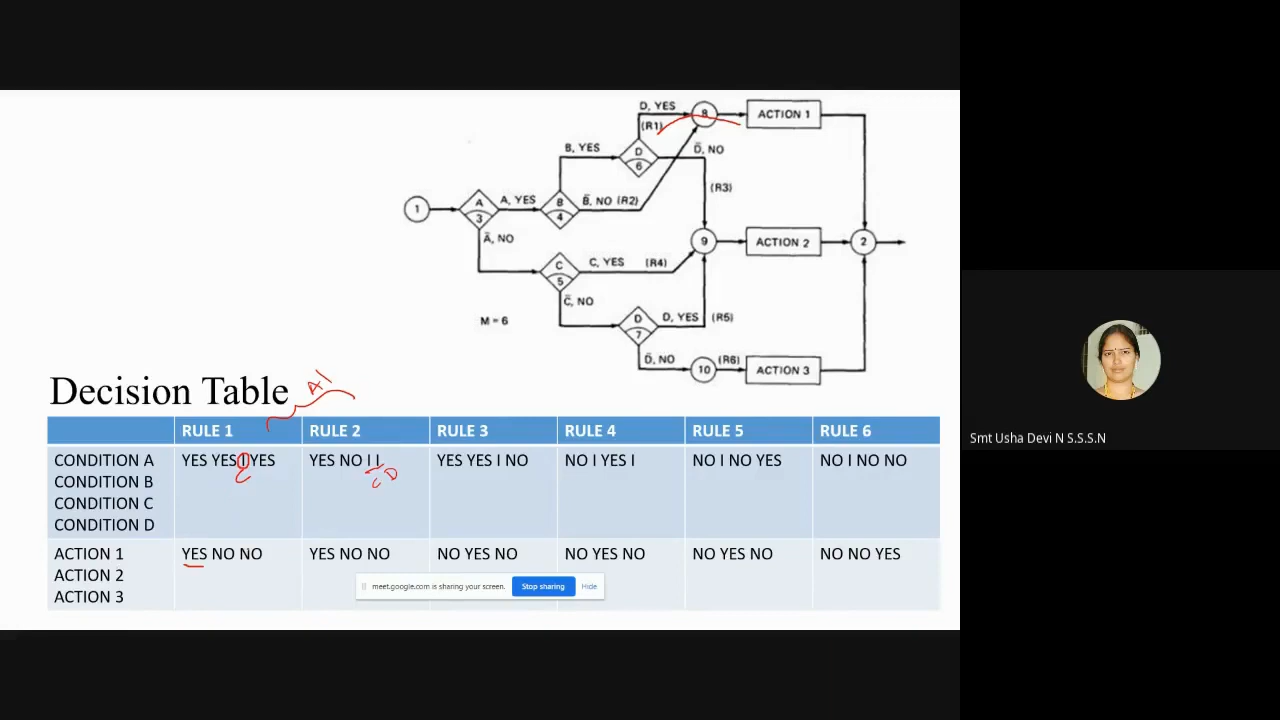 D, YES
8
ACTION 1
(R1)
B, YES
D
6
D̄, NO
(R3)
1
A
3
A, YES
B
4
B̄, NO (R2)
9
ACTION 2
2
Ā, NO
C
5
C, YES (R4)
C̄, NO
M = 6
D
7
D, YES (R5)
D̄, NO
10
(R6)
ACTION 3
Decision Table
A1
RULE 1 RULE 2 RULE 3 RULE 4 RULE 5 RULE 6
CONDITION A YES YES I YES YES NO I I YES YES I NO NO I YES I NO I NO YES NO I NO NO
CONDITION B
C D
CONDITION C
CONDITION D
ACTION 1 YES NO NO YES NO NO NO YES NO NO YES NO NO YES NO NO NO YES
ACTION 2
ACTION 3
meet.google.com is sharing your screen. Stop sharing Hide
Smt Usha Devi N S.S.S.N